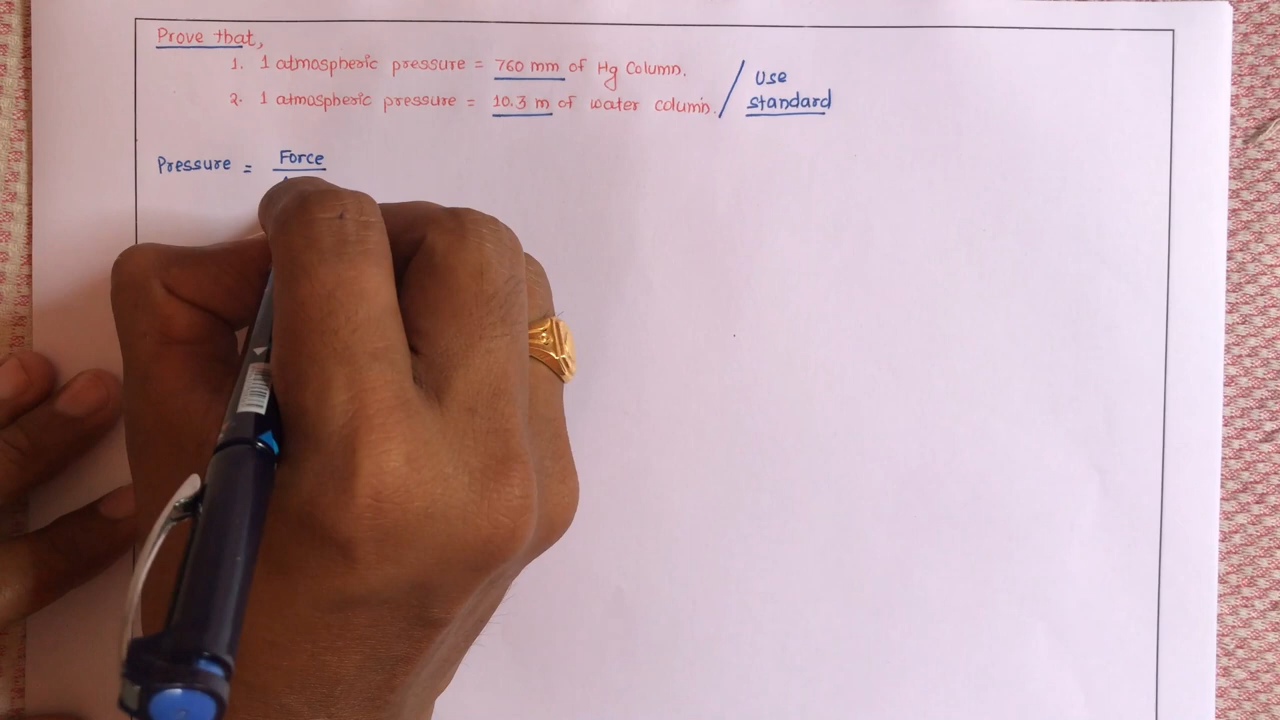 Prove that,
1. 1 atmospheric pressure = 760 mm of Hg Column.
2. 1 atmospheric pressure = 10.3 m of water column.
/ Use
standard
Pressure = Force